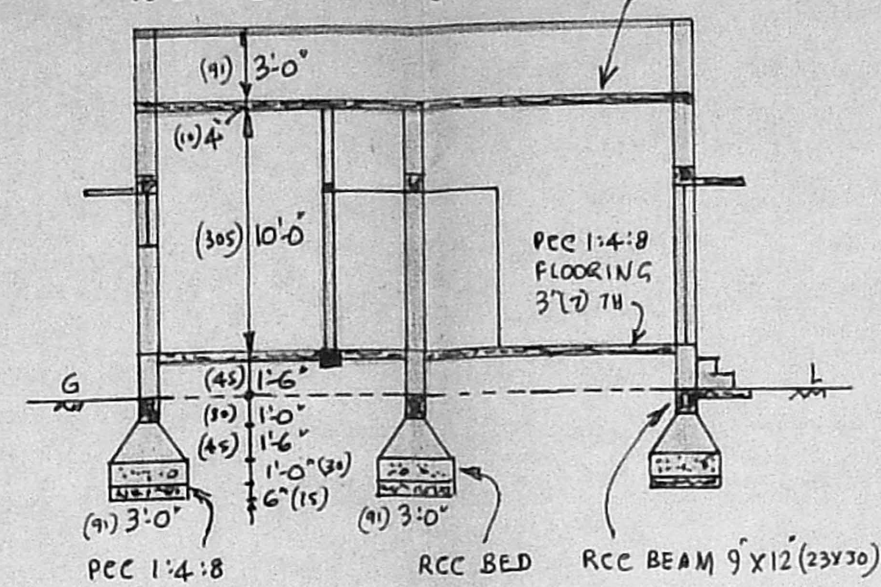 (91) 3'-0"
(10) 4"
(305) 10'-0"
PCC 1:4:8
FLOORING
3"(7) TH
G
L
(45) 1'-6"
(30) 1'-0"
(45) 1'-6"
1'-0" (30)
6" (15)
(91) 3'-0"
(91) 3'-0"
PCC 1:4:8
RCC BED
RCC BEAM 9"X12" (23X30)